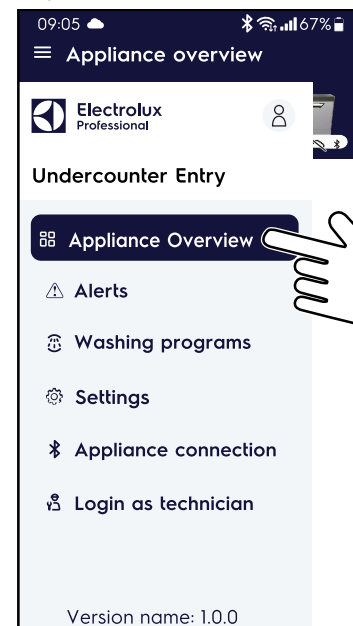 09:05 67%
Appliance overview
Electrolux
Professional
Undercounter Entry
Appliance Overview
Alerts
Washing programs
Settings
Appliance connection
Login as technician
Version name: 1.0.0